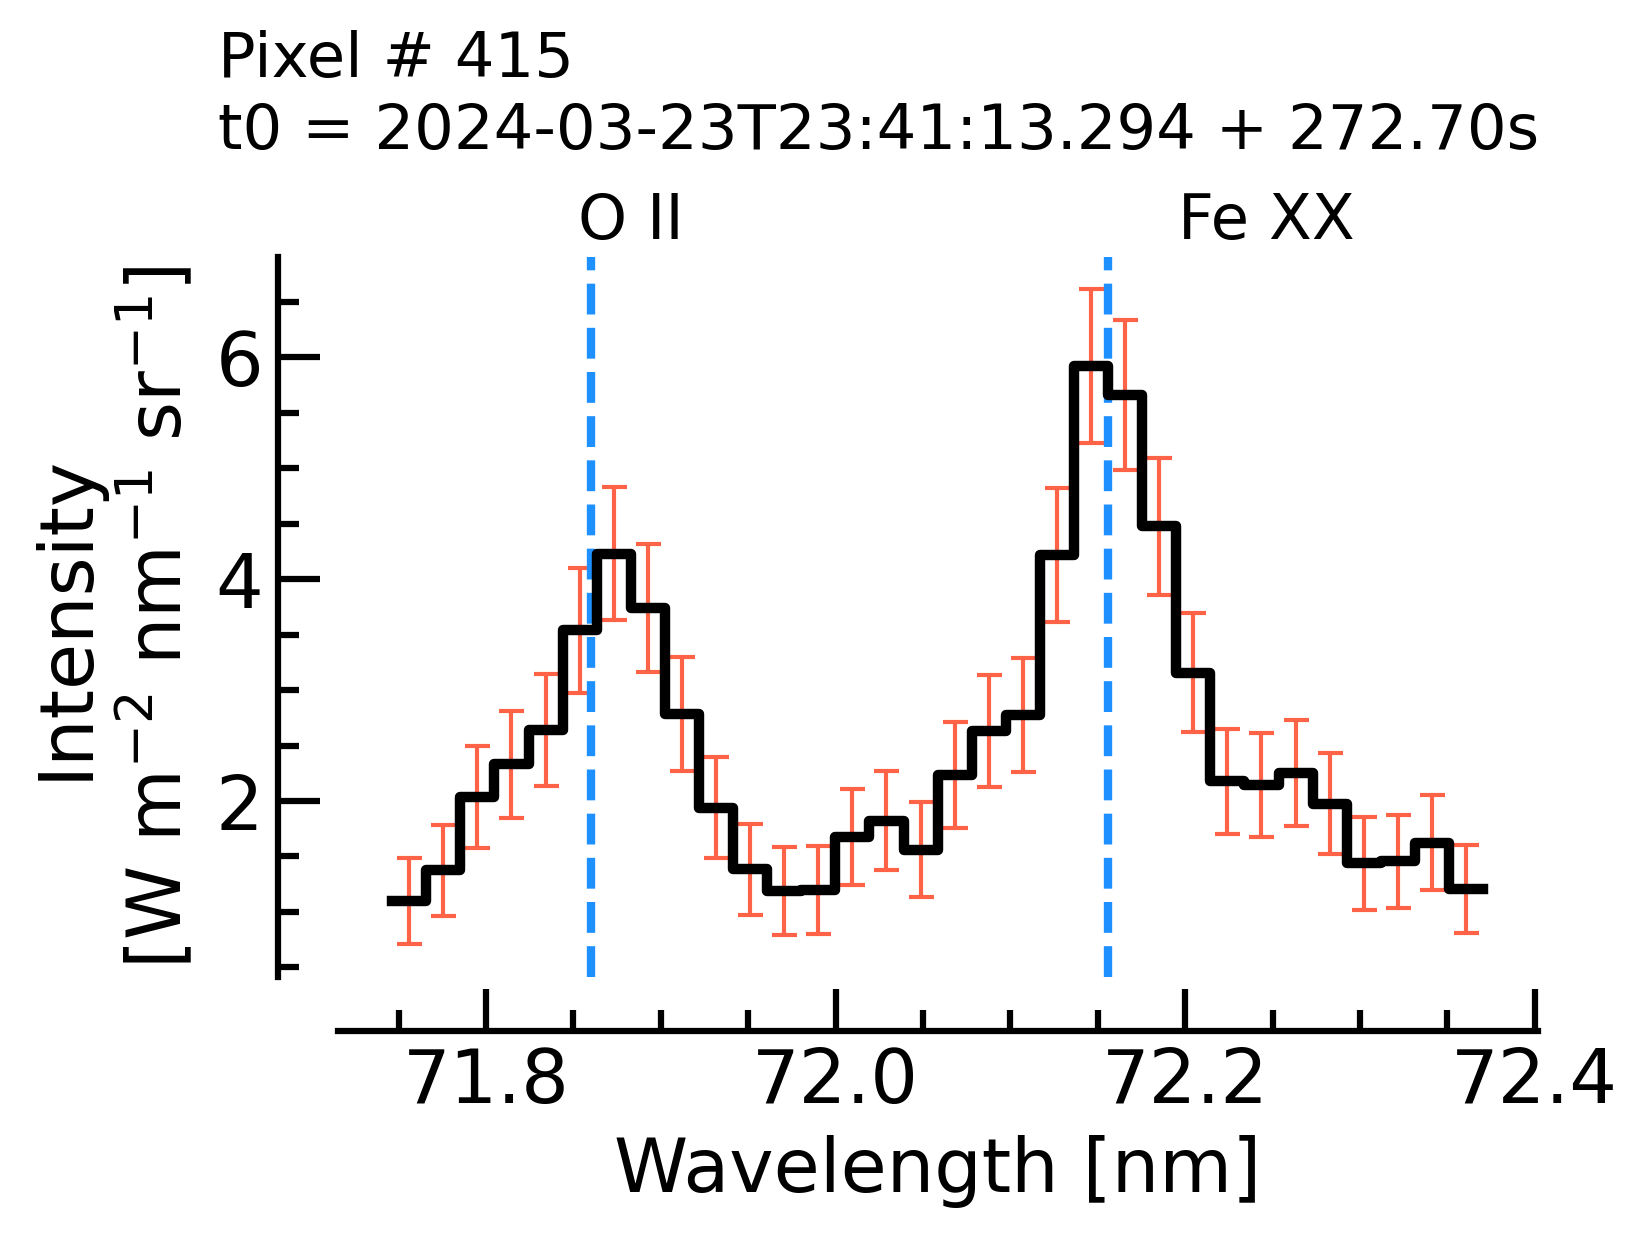 Pixel # 415
t0 = 2024-03-23T23:41:13.294 + 272.70s
O II
Fe XX
Intensity
[W m⁻² nm⁻¹ sr⁻¹]
6
4
2
71.8 72.0 72.2 72.4
Wavelength [nm]